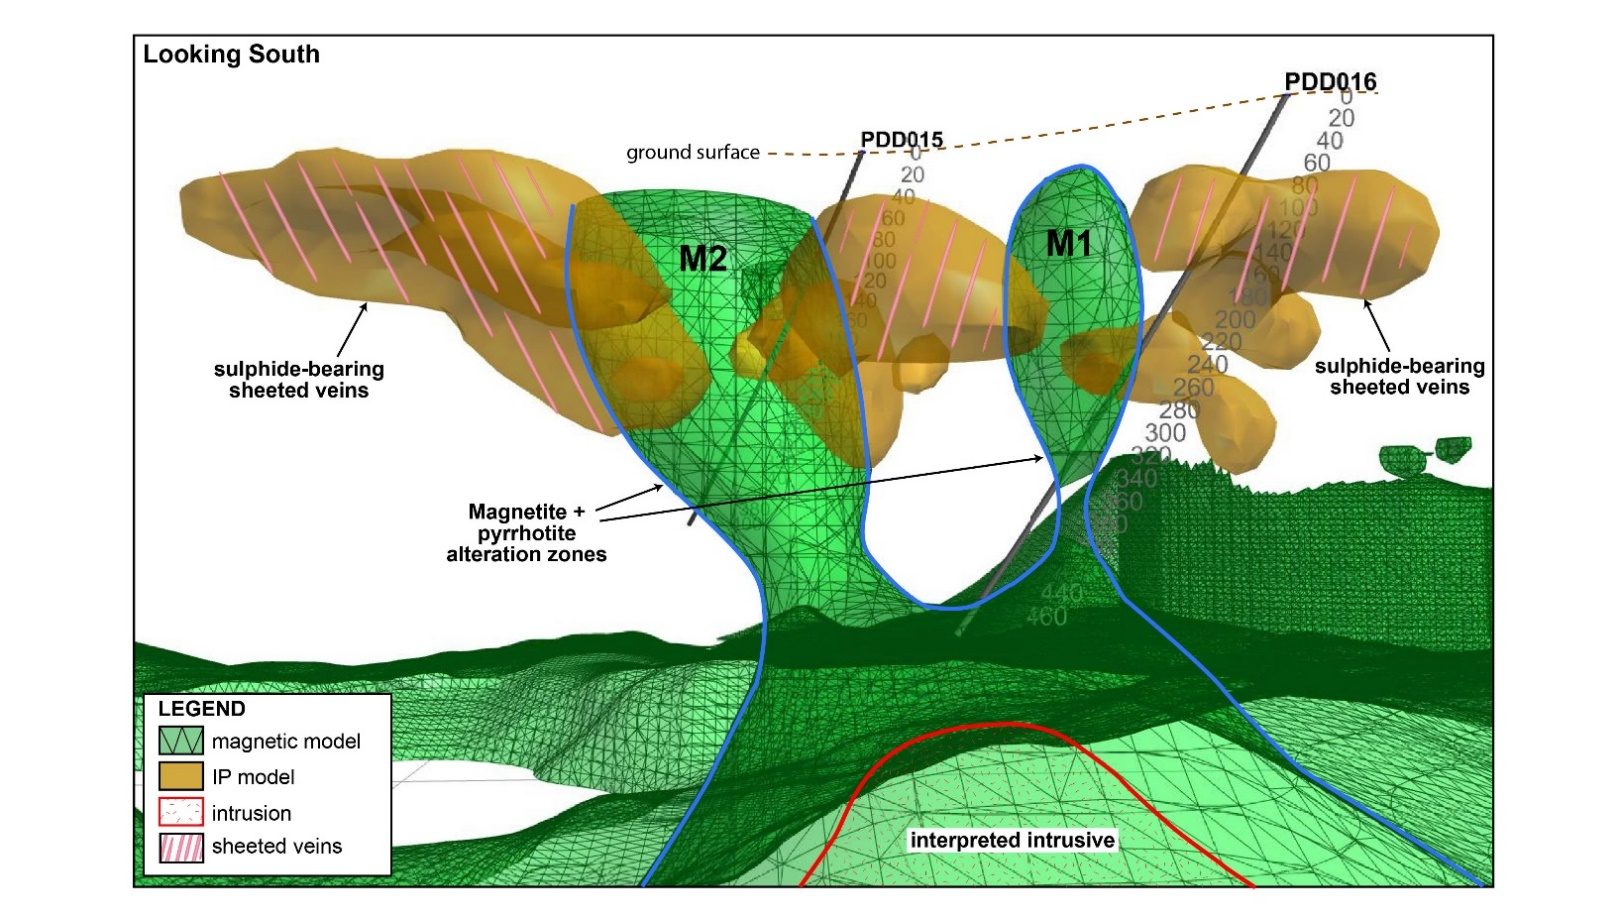 Looking South
PDD016
0
20
40
60
80
100
120
140
180
200
220
240
260
280
300
320
340
440
460
PDD015
0
20
40
60
80
100
ground surface
M2
M1
sulphide-bearing
sheeted veins
sulphide-bearing
sheeted veins
Magnetite +
pyrrhotite
alteration zones
interpreted intrusive
LEGEND
magnetic model
IP model
intrusion
sheeted veins